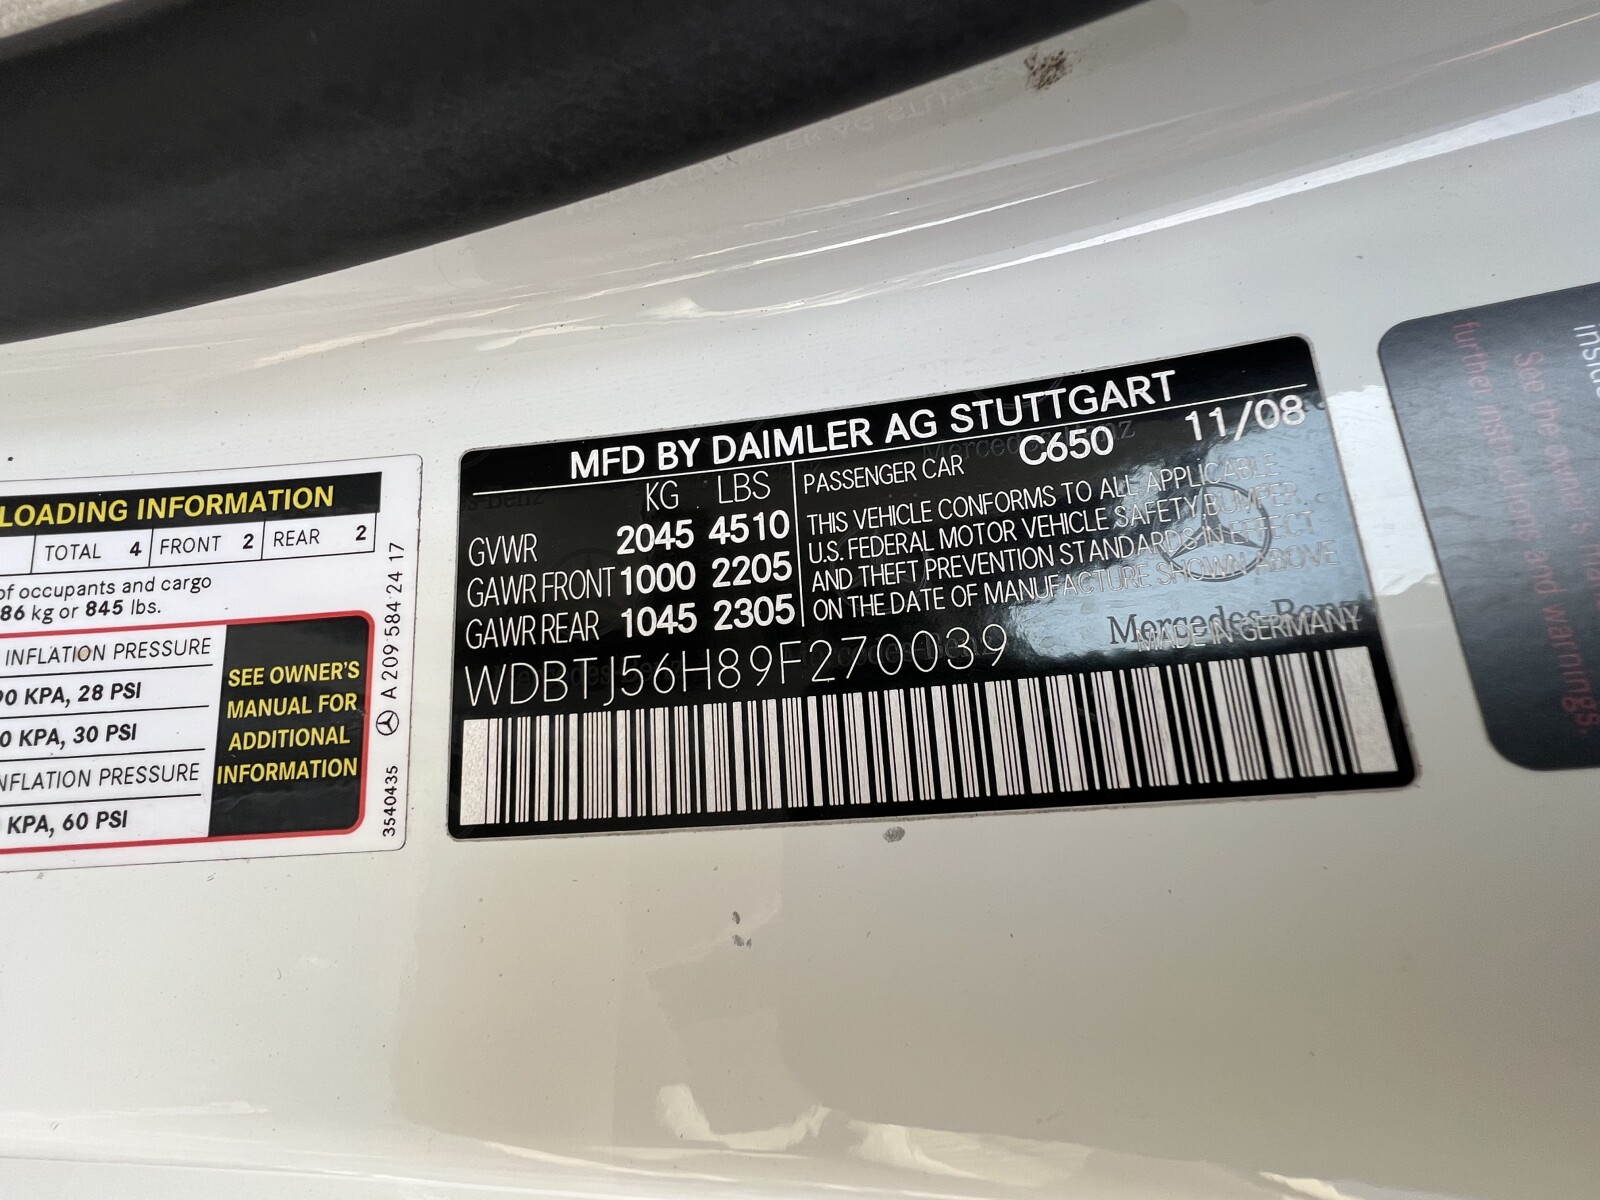 LOADING INFORMATION
TOTAL 4 FRONT 2 REAR 2
of occupants and cargo
86 kg or 845 lbs.
INFLATION PRESSURE
90 KPA, 28 PSI
0 KPA, 30 PSI
NFLATION PRESSURE
KPA, 60 PSI
SEE OWNER'S
MANUAL FOR
ADDITIONAL
INFORMATION
A 209 584 24 17
3540435
MFD BY DAIMLER AG STUTTGART
KG LBS
GVWR 2045 4510
GAWR FRONT 1000 2205
GAWR REAR 1045 2305
PASSENGER CAR C650 11/08
THIS VEHICLE CONFORMS TO ALL APPLICABLE
U.S. FEDERAL MOTOR VEHICLE SAFETY, BUMPER,
AND THEFT PREVENTION STANDARDS IN EFFECT
ON THE DATE OF MANUFACTURE SHOWN ABOVE
Mercedes-Benz
MADE IN GERMANY
WDBTJ56H89F270039
See the owner's
further instructions and warnings.